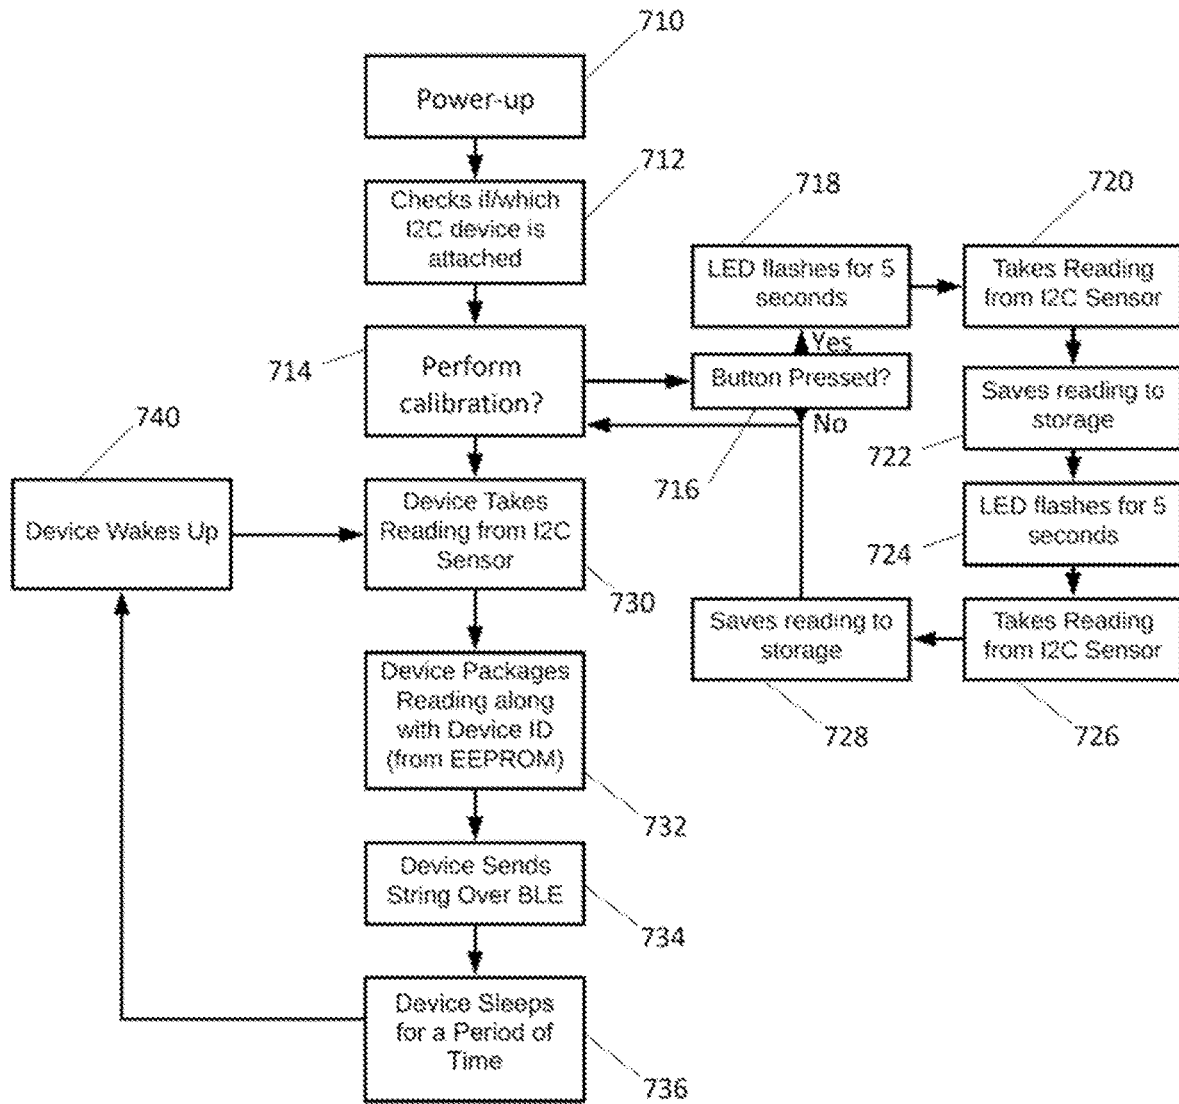 710
Power-up
712
Checks if/which
I2C device is
attached
718
LED flashes for 5
seconds
720
Takes Reading
from I2C Sensor
714
Perform
calibration?
Yes
Button Pressed?
No
716
Saves reading to
storage
722
LED flashes for 5
seconds
724
Takes Reading
from I2C Sensor
726
Saves reading to
storage
728
740
Device Wakes Up
Device Takes
Reading from I2C
Sensor
730
Device Packages
Reading along
with Device ID
(from EEPROM)
732
Device Sends
String Over BLE
734
Device Sleeps
for a Period of
Time
736